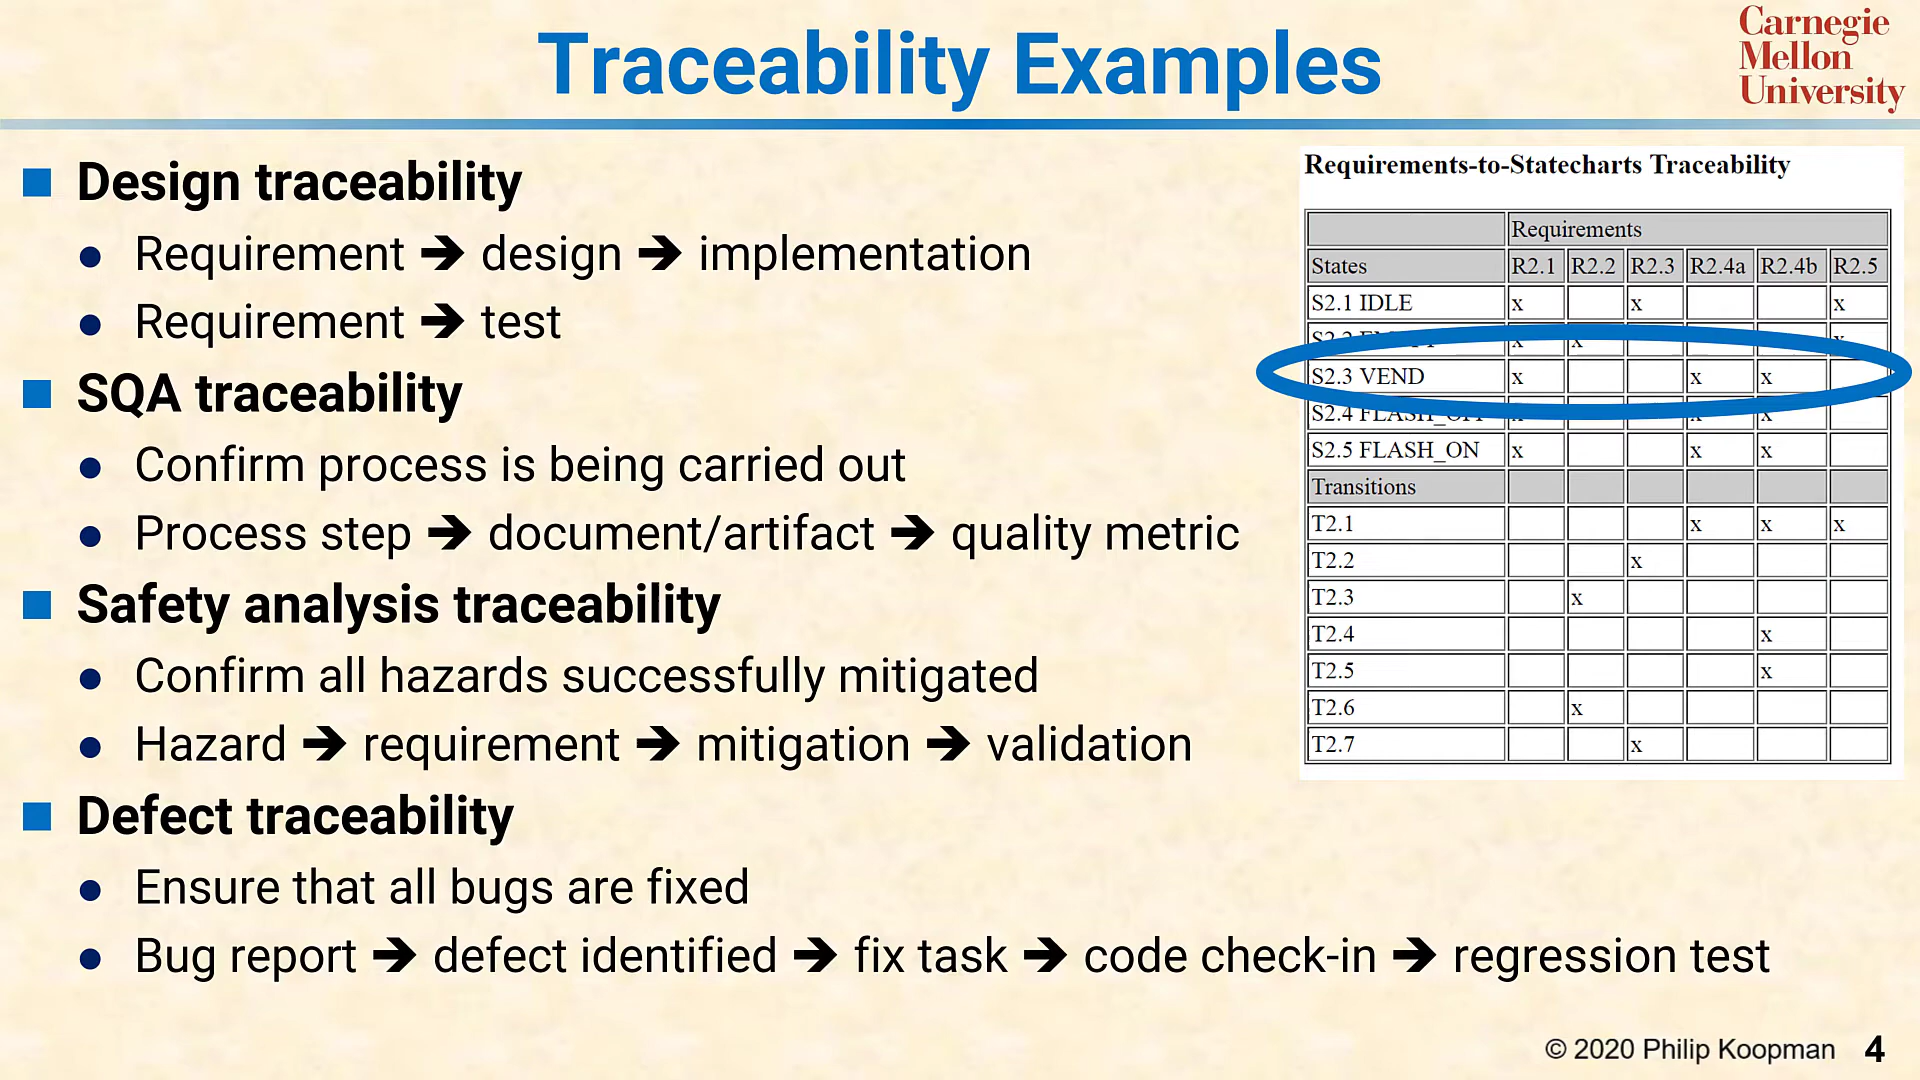 Traceability Examples
Carnegie
Mellon
University
Design traceability
Requirement ➔ design ➔ implementation
Requirement ➔ test
SQA traceability
Confirm process is being carried out
Process step ➔ document/artifact ➔ quality metric
Safety analysis traceability
Confirm all hazards successfully mitigated
Hazard ➔ requirement ➔ mitigation ➔ validation
Defect traceability
Ensure that all bugs are fixed
Bug report ➔ defect identified ➔ fix task ➔ code check-in ➔ regression test
Requirements-to-Statecharts Traceability
Requirements
States R2.1 R2.2 R2.3 R2.4a R2.4b R2.5
S2.1 IDLE x x x
S2.2 x x x
S2.3 VEND x x x
S2.4 FLASH_OFF x x x
S2.5 FLASH_ON x x x
Transitions
T2.1 x x x
T2.2 x
T2.3 x
T2.4 x
T2.5 x
T2.6 x
T2.7 x
© 2020 Philip Koopman 4